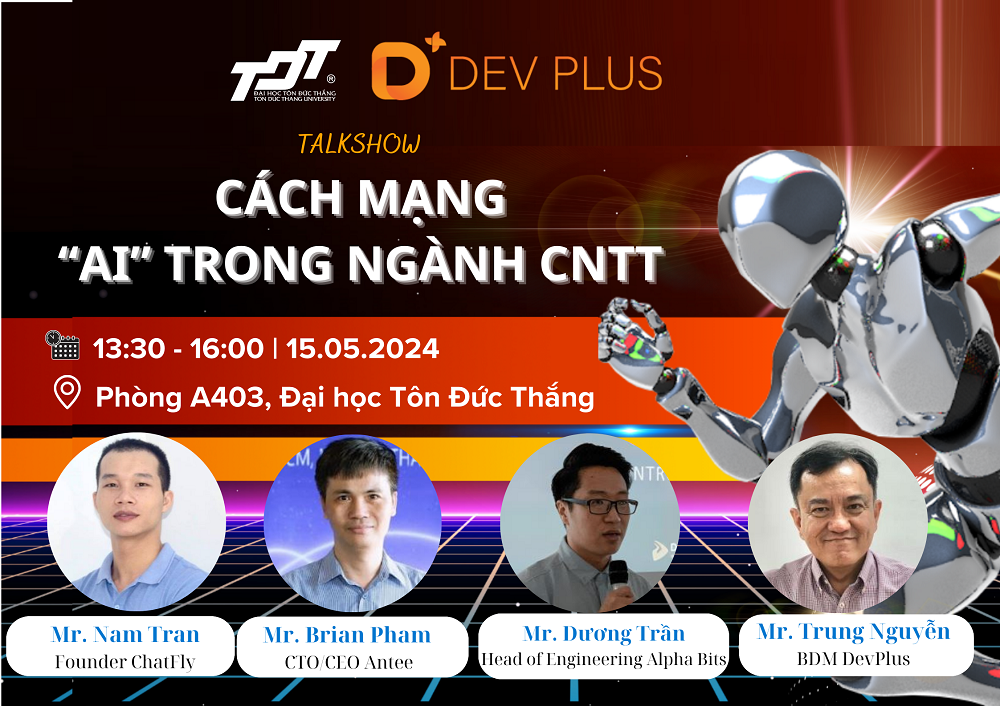 TDT
®
ĐẠI HỌC TÔN ĐỨC THẮNG
TON DUC THANG UNIVERSITY
DEV PLUS
TALKSHOW
CÁCH MẠNG
“AI” TRONG NGÀNH CNTT
13:30 - 16:00 | 15.05.2024
Phòng A403, Đại học Tôn Đức Thắng
Mr. Nam Tran
Founder ChatFly
Mr. Brian Pham
CTO/CEO Antee
Mr. Dương Trần
Head of Engineering Alpha Bits
Mr. Trung Nguyễn
BDM DevPlus